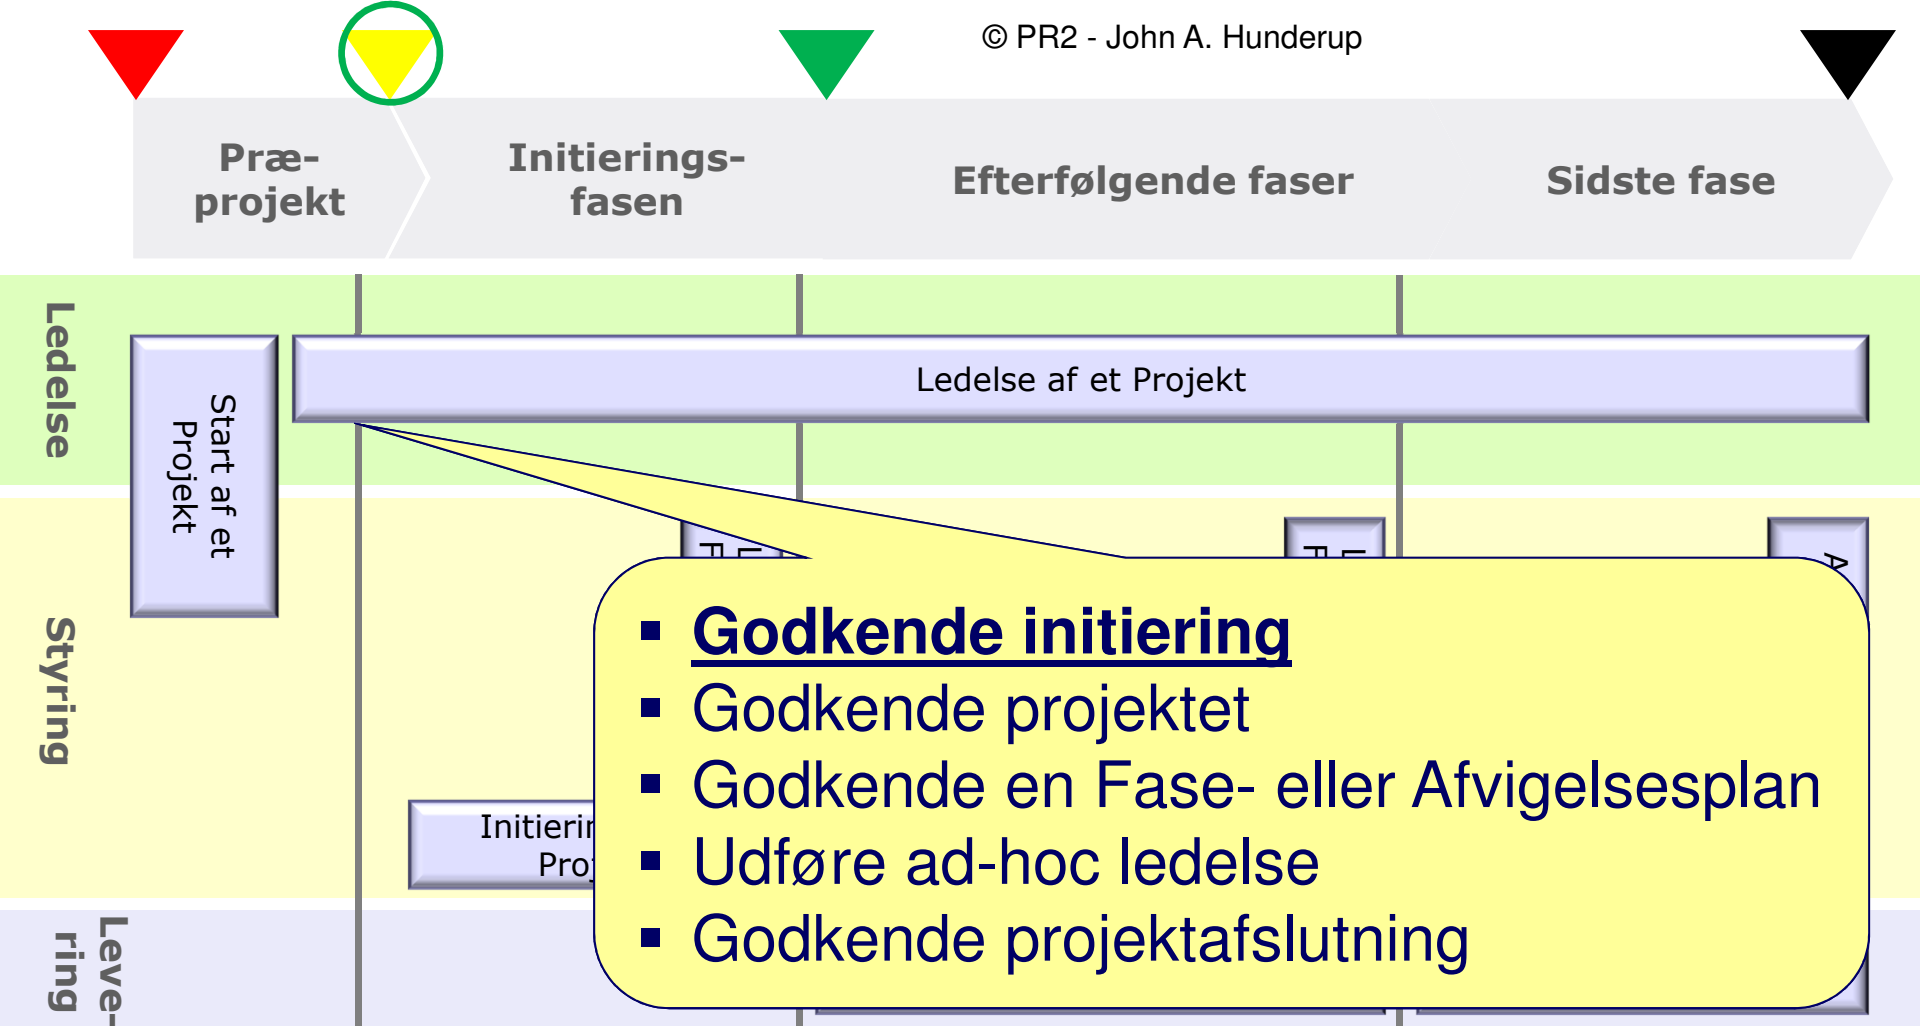 © PR2 - John A. Hunderup
Præ-
projekt
Initierings-
fasen
Efterfølgende faser
Sidste fase
Ledelse
Start af et
Projekt
Ledelse af et Projekt
Styring
Godkende initiering
Godkende projektet
Godkende en Fase- eller Afvigelsesplan
Udføre ad-hoc ledelse
Godkende projektafslutning
Leve-
ring